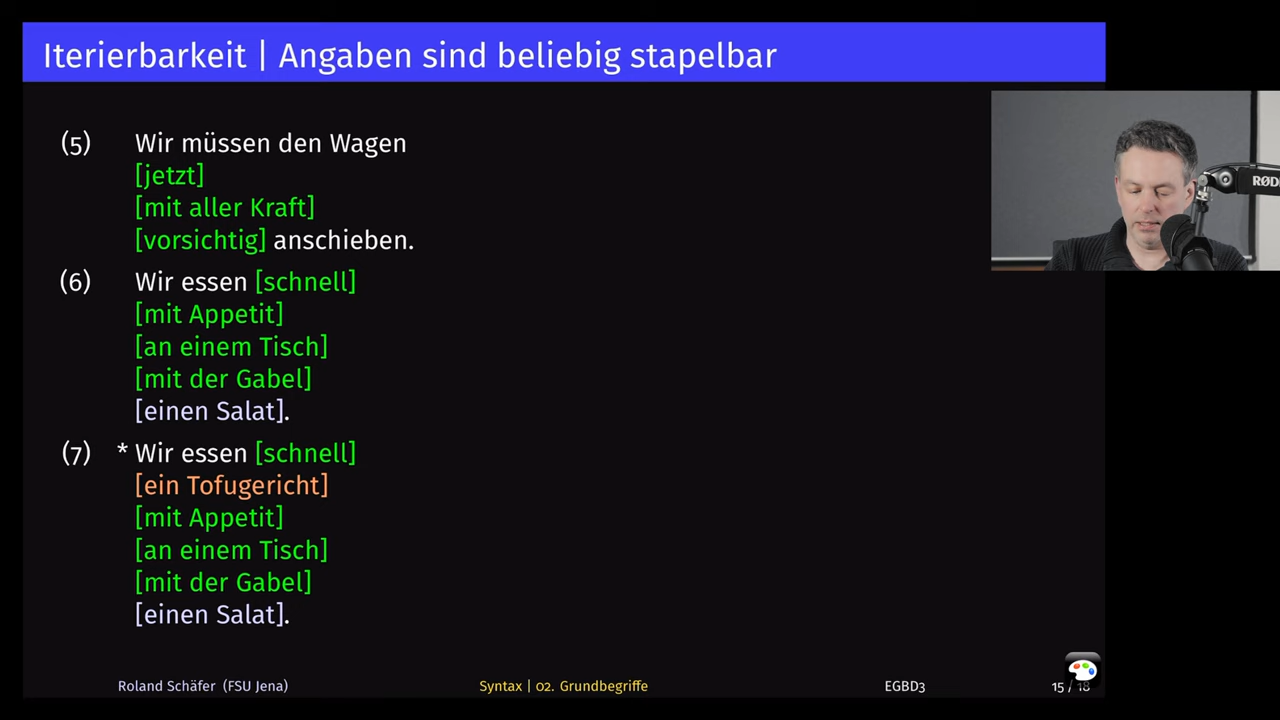 Iterierbarkeit | Angaben sind beliebig stapelbar
(5) Wir müssen den Wagen
[jetzt]
[mit aller Kraft]
[vorsichtig] anschieben.
(6) Wir essen [schnell]
[mit Appetit]
[an einem Tisch]
[mit der Gabel]
[einen Salat].
(7) * Wir essen [schnell]
[ein Tofugericht]
[mit Appetit]
[an einem Tisch]
[mit der Gabel]
[einen Salat].
Roland Schäfer (FSU Jena) Syntax | 02. Grundbegriffe EGBD3 15 / 18